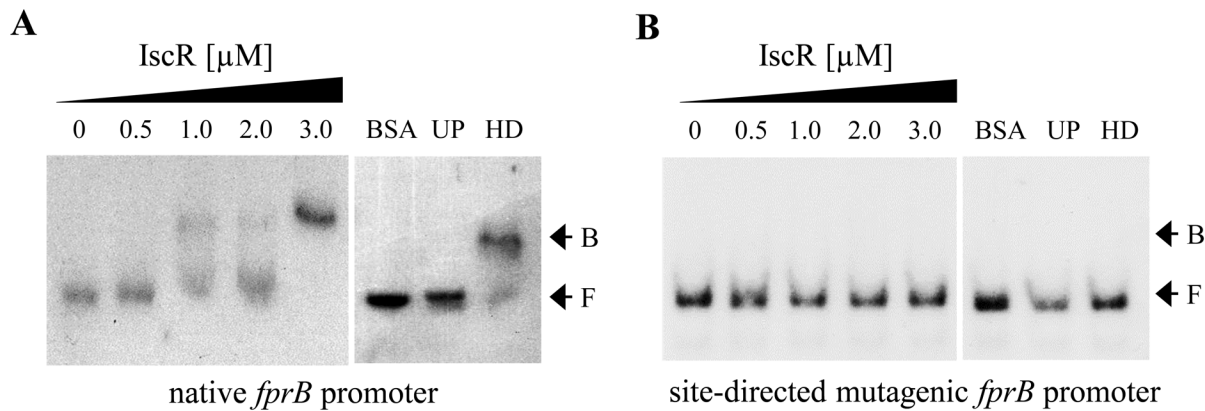 A
IscR [µM]
0 0.5 1.0 2.0 3.0 BSA UP HD
B
F
native fprB promoter
B
IscR [µM]
0 0.5 1.0 2.0 3.0 BSA UP HD
B
F
site-directed mutagenic fprB promoter